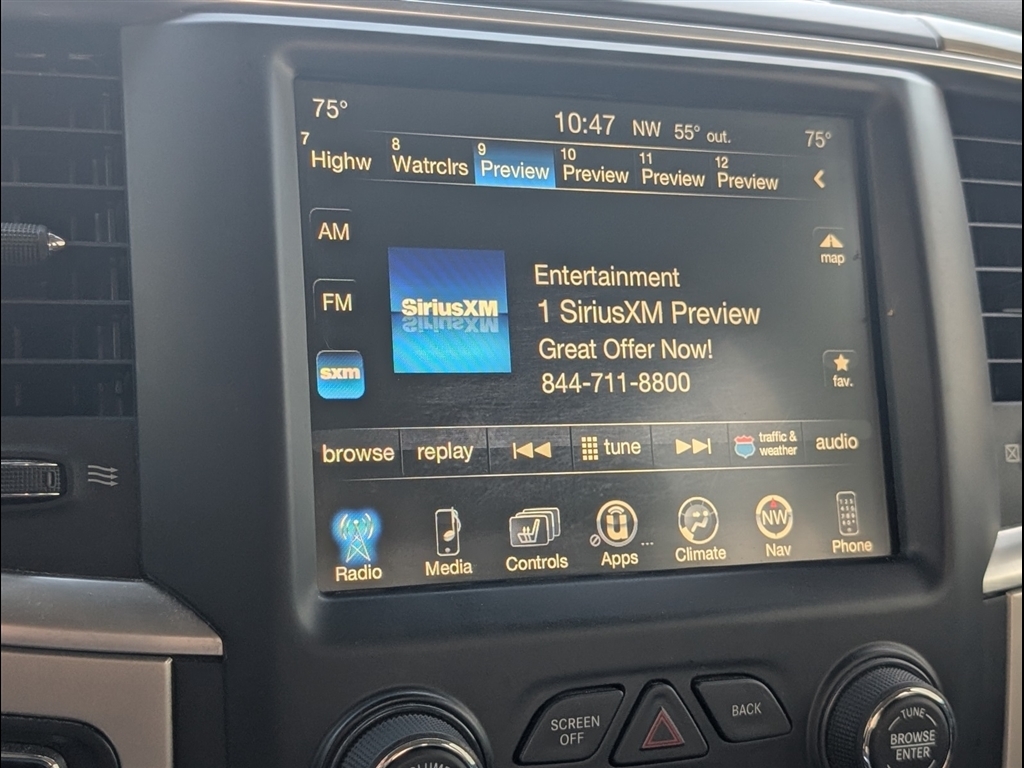 75° 10:47 NW 55° out. 75°
7 Highw 8 Watrclrs 9 Preview 10 Preview 11 Preview 12 Preview
AM
map
FM
SiriusXM
Entertainment
1 SiriusXM Preview
Great Offer Now!
844-711-8800
sxm
fav.
browse replay tune traffic & weather audio
NW
Radio Media Controls Apps Climate Nav Phone
SCREEN OFF
BACK
TUNE
BROWSE
ENTER